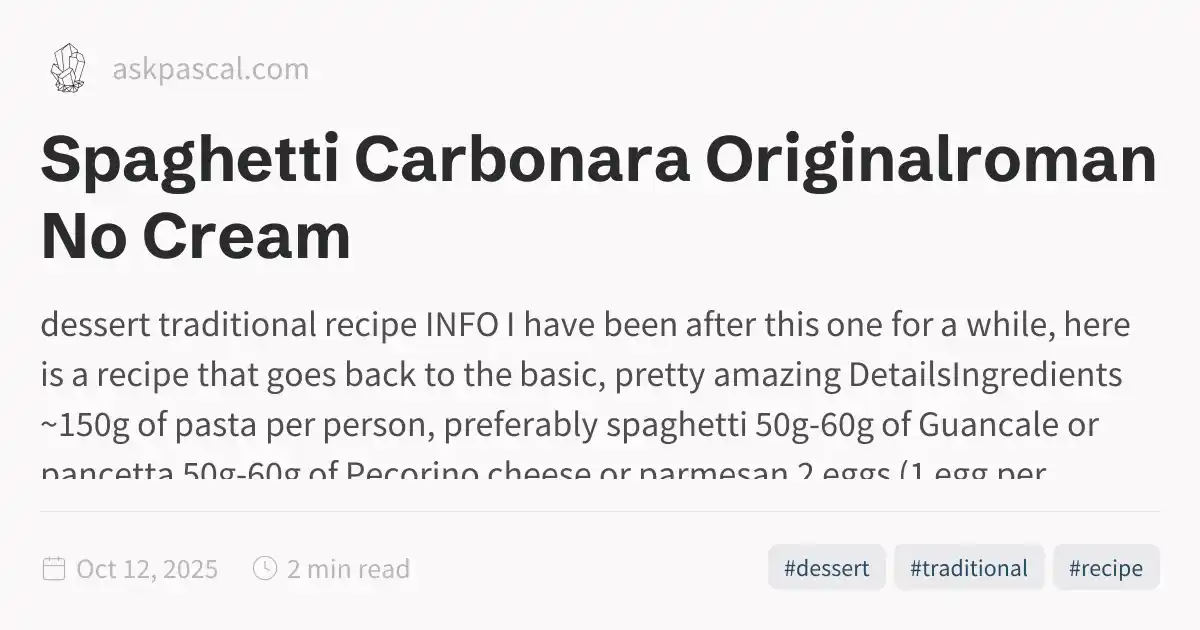 askpascal.com
Spaghetti Carbonara Originalroman
No Cream
dessert traditional recipe INFO I have been after this one for a while, here
is a recipe that goes back to the basic, pretty amazing DetailsIngredients
~150g of pasta per person, preferably spaghetti 50g-60g of Guancale or
pancetta 50g-60g of Pecorino cheese or parmesan 2 eggs (1 egg per
Oct 12, 2025
2 min read
#dessert #traditional #recipe